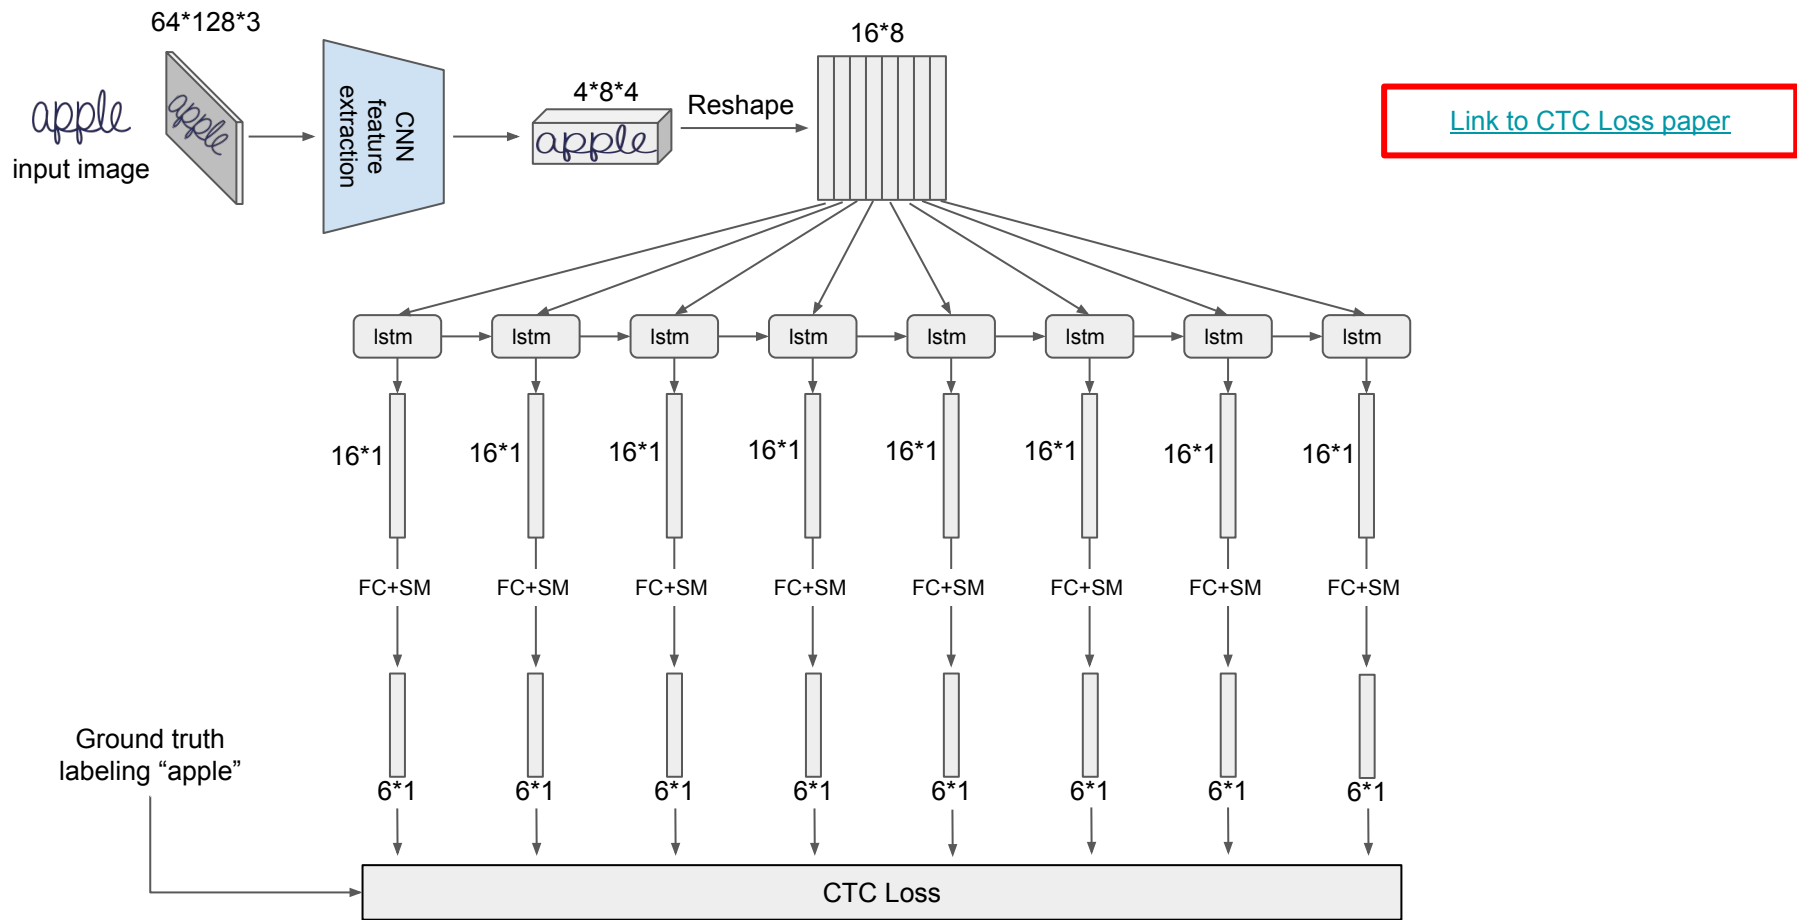 64*128*3
apple
input image
apple
CNN
feature
extraction
4*8*4
apple
Reshape
16*8
Link to CTC Loss paper
lstm lstm lstm lstm lstm lstm lstm lstm
16*1 16*1 16*1 16*1 16*1 16*1 16*1 16*1
FC+SM FC+SM FC+SM FC+SM FC+SM FC+SM FC+SM FC+SM
6*1 6*1 6*1 6*1 6*1 6*1 6*1 6*1
Ground truth
labeling “apple”
CTC Loss